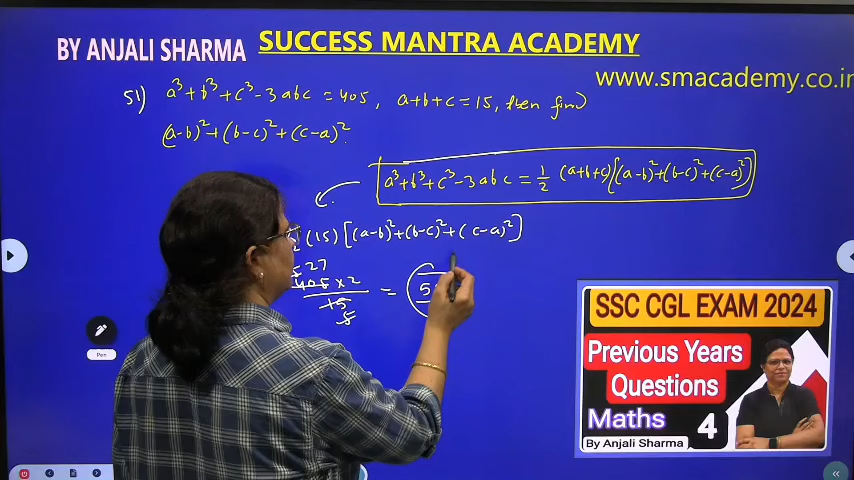 BY ANJALI SHARMA SUCCESS MANTRA ACADEMY
www.smacademy.co.in
51) a³+b³+c³-3abc = 405, a+b+c = 15, then find
(a-b)²+(b-c)²+(c-a)².
a³+b³+c³-3abc = 1/2 (a+b+c)[(a-b)²+(b-c)²+(c-a)²]
2 (15) [(a-b)²+(b-c)²+(c-a)²]
27
405 × 2
= 5
15
5
Pen
SSC CGL EXAM 2024
Previous Years
Questions
Maths 4
By Anjali Sharma